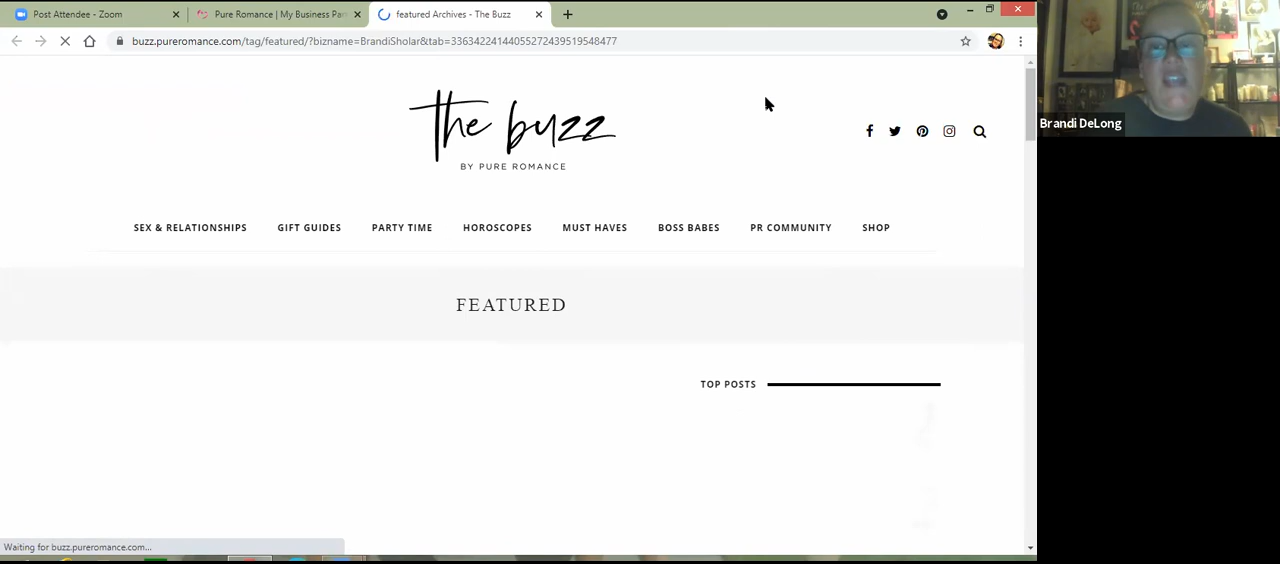 Post Attendee - Zoom
Pure Romance | My Business Par
featured Archives - The Buzz
buzz.pureromance.com/tag/featured/?bizname=BrandiSholar&tab=3363422414405527243951954847​7
the buzz
BY PURE ROMANCE
SEX & RELATIONSHIPS GIFT GUIDES PARTY TIME HOROSCOPES MUST HAVES BOSS BABES PR COMMUNITY SHOP
FEATURED
TOP POSTS
Waiting for buzz.pureromance.com...
Brandi DeLong